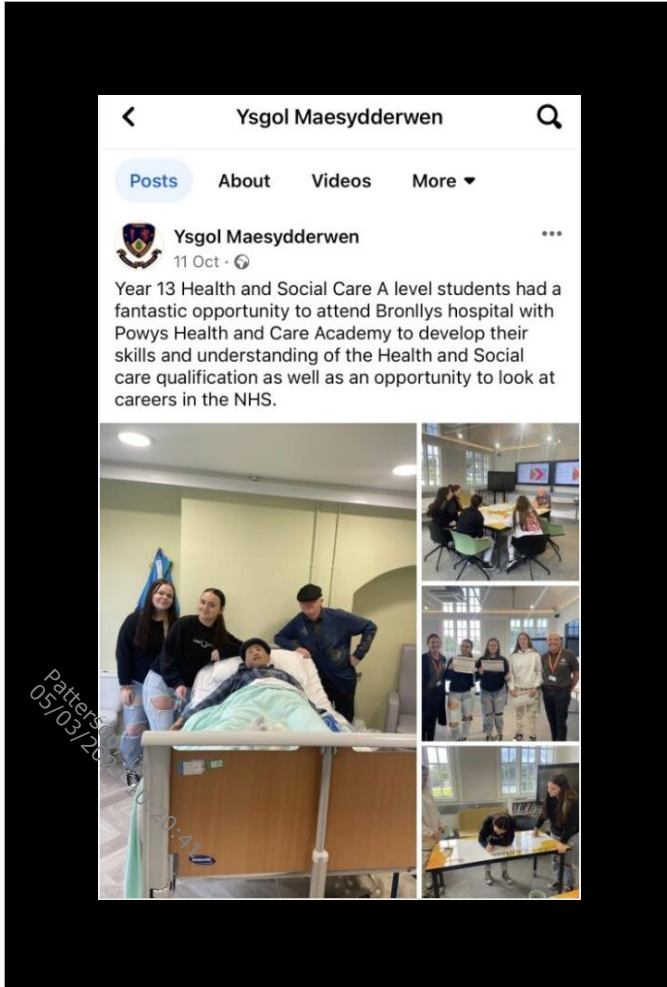 Ysgol Maesydderwen
Posts About Videos More
Ysgol Maesydderwen
11 Oct ·
Year 13 Health and Social Care A level students had a
fantastic opportunity to attend Bronllys hospital with
Powys Health and Care Academy to develop their
skills and understanding of the Health and Social
care qualification as well as an opportunity to look at
careers in the NHS.